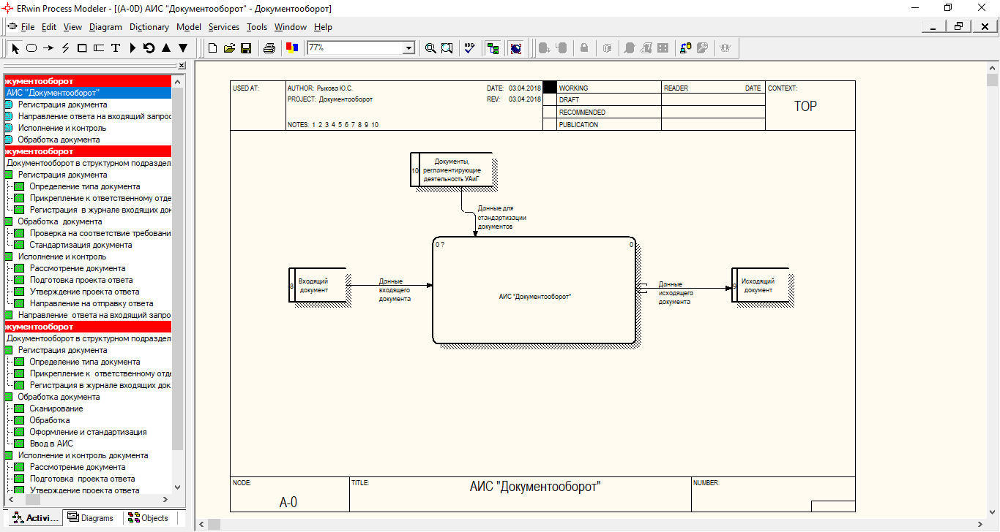 ERwin Process Modeler - [(A-0D) АИС "Документооборот" - Документооборот]
File Edit View Diagram Dictionary Model Services Tools Window Help
77%
окументооборот
АИС "Документооборот"
Регистрация документа
Направление ответа на входящий запрос
Исполнение и контроль
Обработка документа
окументооборот
Документооборот в структурном подраздел
Регистрация документа
Определение типа документа
Прикрепление к ответственному отде
Регистрация в журнале входящих док
Обработка документа
Проверка на соответствие требовани
Стандартизация документа
Исполнение и контроль
Рассмотрение документа
Подготовка проекта ответа
Утверждение проекта ответа
Направление на отправку ответа
Направление ответа на входящий запро
окументооборот
Документооборот в структурном подраздел
Регистрация документа
Определение типа документа
Прикрепление к ответственному отде
Регистрация в журнале входящих док
Обработка документа
Сканирование
Обработка
Оформление и стандартизация
Ввод в АИС
Исполнение и контроль документа
Рассмотрение документа
Подготовка проекта ответа
Утверждение проекта ответа
Activi... Diagrams Objects
USED AT:
AUTHOR: Рыкова Ю.С.
DATE: 03.04.2018
PROJECT: Документооборот
REV: 03.04.2018
NOTES: 1 2 3 4 5 6 7 8 9 10
WORKING
DRAFT
RECOMMENDED
PUBLICATION
READER DATE
CONTEXT:
TOP
10
Документы,
регламентирующие
деятельность УАиГ
Данные для
стандартизации
документов
0 ? 0
АИС "Документооборот"
8
Входящий
документ
Данные
входящего
документа
Данные
исходящего
документа
9
Исходящий
документ
NODE:
A-0
TITLE:
АИС "Документооборот"
NUMBER: